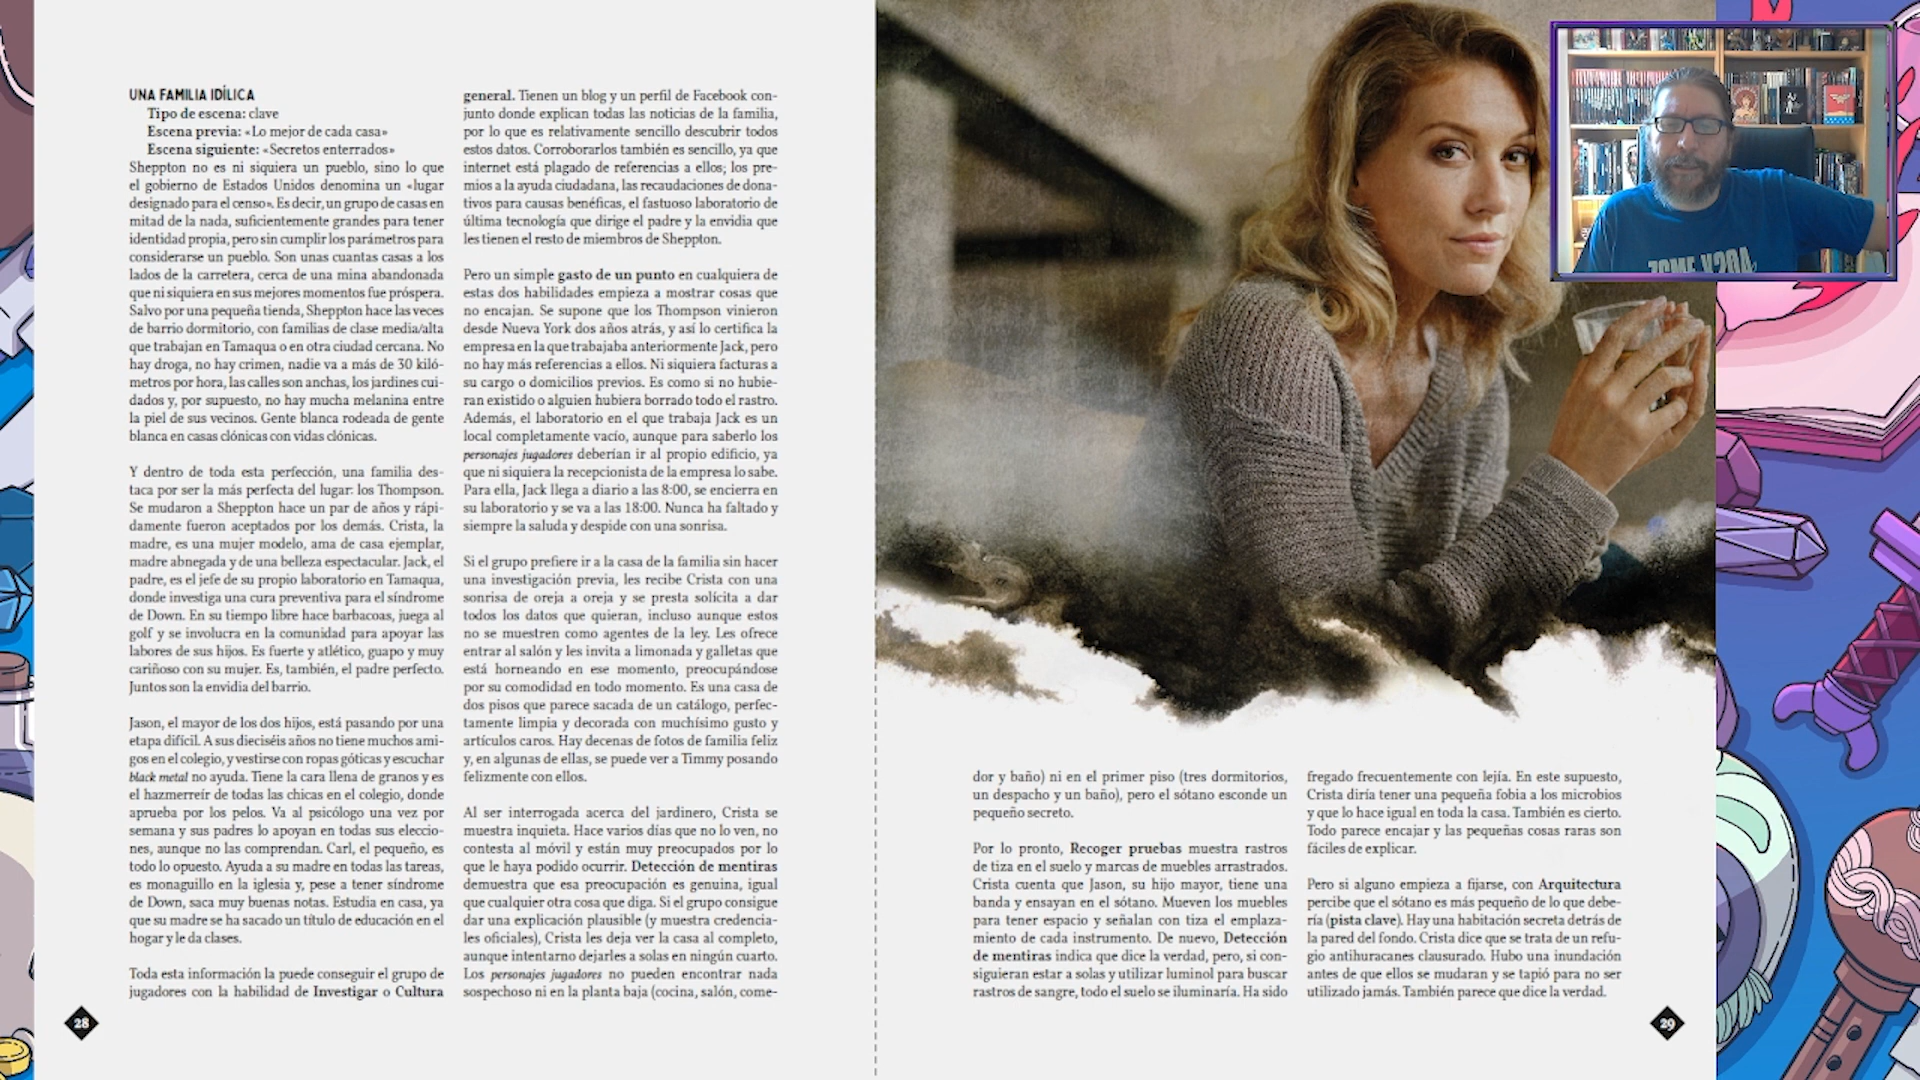 UNA FAMILIA IDÍLICA
Tipo de escena: clave
Escena previa: «Lo mejor de cada casa»
Escena siguiente: «Secretos enterrados»
Sheppton no es ni siquiera un pueblo, sino lo que
el gobierno de Estados Unidos denomina un «lugar
designado para el censo». Es decir, un grupo de casas en
mitad de la nada, suficientemente grandes para tener
identidad propia, pero sin cumplir los parámetros para
considerarse un pueblo. Son unas cuantas casas a los
lados de la carretera, cerca de una mina abandonada
que ni siquiera en sus mejores momentos fue próspera.
Salvo por una pequeña tienda, Sheppton hace las veces
de barrio dormitorio, con familias de clase media/alta
que trabajan en Tamaqua o en otra ciudad cercana. No
hay droga, no hay crimen, nadie va a más de 30 kiló-
metros por hora, las calles son anchas, los jardines cui-
dados y, por supuesto, no hay mucha melanina entre
la piel de sus vecinos. Gente blanca rodeada de gente
blanca en casas clónicas con vidas clónicas.
Y dentro de toda esta perfección, una familia des-
taca por ser la más perfecta del lugar: los Thompson.
Se mudaron a Sheppton hace un par de años y rápi-
damente fueron aceptados por los demás. Crista, la
madre, es una mujer modelo, ama de casa ejemplar,
madre abnegada y de una belleza espectacular. Jack, el
padre, es el jefe de su propio laboratorio en Tamaqua,
donde investiga una cura preventiva para el síndrome
de Down. En su tiempo libre hace barbacoas, juega al
golf y se involucra en la comunidad para apoyar las
labores de sus hijos. Es fuerte y atlético, guapo y muy
cariñoso con su mujer. Es, también, el padre perfecto.
Juntos son la envidia del barrio.
Jason, el mayor de los dos hijos, está pasando por una
etapa difícil. A sus dieciséis años no tiene muchos ami-
gos en el colegio, y vestirse con ropas góticas y escuchar
black metal no ayuda. Tiene la cara llena de granos y es
el hazmerreír de todas las chicas en el colegio, donde
aprueba por los pelos. Va al psicólogo una vez por
semana y sus padres lo apoyan en todas sus eleccio-
nes, aunque no las comprendan. Carl, el pequeño, es
todo lo opuesto. Ayuda a su madre en todas las tareas,
es monaguillo en la iglesia y, pese a tener síndrome
de Down, saca muy buenas notas. Estudia en casa, ya
que su madre se ha sacado un título de educación en el
hogar y le da clases.
Toda esta información la puede conseguir el grupo de
jugadores con la habilidad de Investigar o Cultura
general. Tienen un blog y un perfil de Facebook con-
junto donde explican todas las noticias de la familia,
por lo que es relativamente sencillo descubrir todos
estos datos. Corroborarlos también es sencillo, ya que
internet está plagado de referencias a ellos; los pre-
mios a la ayuda ciudadana, las recaudaciones de dona-
tivos para causas benéficas, el fastuoso laboratorio de
última tecnología que dirige el padre y la envidia que
les tienen el resto de miembros de Sheppton.
Pero un simple gasto de un punto en cualquiera de
estas dos habilidades empieza a mostrar cosas que
no encajan. Se supone que los Thompson vinieron
desde Nueva York dos años atrás, y así lo certifica la
empresa en la que trabajaba anteriormente Jack, pero
no hay más referencias a ellos. Ni siquiera facturas a
su cargo o domicilios previos. Es como si no hubie-
ran existido o alguien hubiera borrado todo el rastro.
Además, el laboratorio en el que trabaja Jack es un
local completamente vacío, aunque para saberlo los
personajes jugadores deberían ir al propio edificio, ya
que ni siquiera la recepcionista de la empresa lo sabe.
Para ella, Jack llega a diario a las 8:00, se encierra en
su laboratorio y se va a las 18:00. Nunca ha faltado y
siempre la saluda y despide con una sonrisa.
Si el grupo prefiere ir a la casa de la familia sin hacer
una investigación previa, les recibe Crista con una
sonrisa de oreja a oreja y se presta solícita a dar
todos los datos que quieran, incluso aunque estos
no se muestren como agentes de la ley. Les ofrece
entrar al salón y les invita a limonada y galletas que
está horneando en ese momento, preocupándose
por su comodidad en todo momento. Es una casa de
dos pisos que parece sacada de un catálogo, perfec-
tamente limpia y decorada con muchísimo gusto y
artículos caros. Hay decenas de fotos de familia feliz
y, en algunas de ellas, se puede ver a Timmy posando
felizmente con ellos.
Al ser interrogada acerca del jardinero, Crista se
muestra inquieta. Hace varios días que no lo ven, no
contesta al móvil y están muy preocupados por lo
que le haya podido ocurrir. Detección de mentiras
demuestra que esa preocupación es genuina, igual
que cualquier otra cosa que diga. Si el grupo consigue
dar una explicación plausible (y muestra credencia-
les oficiales), Crista les deja ver la casa al completo,
aunque intentarno dejarles a solas en ningún cuarto.
Los personajes jugadores no pueden encontrar nada
sospechoso ni en la planta baja (cocina, salón, come-
28
dor y baño) ni en el primer piso (tres dormitorios,
un despacho y un baño), pero el sótano esconde un
pequeño secreto.
Por lo pronto, Recoger pruebas muestra rastros
de tiza en el suelo y marcas de muebles arrastrados.
Crista cuenta que Jason, su hijo mayor, tiene una
banda y ensayan en el sótano. Mueven los muebles
para tener espacio y señalan con tiza el emplaza-
miento de cada instrumento. De nuevo, Detección
de mentiras indica que dice la verdad, pero, si con-
siguieran estar a solas y utilizar luminol para buscar
rastros de sangre, todo el suelo se iluminaría. Ha sido
fregado frecuentemente con lejía. En este supuesto,
Crista diría tener una pequeña fobia a los microbios
y que lo hace igual en toda la casa. También es cierto.
Todo parece encajar y las pequeñas cosas raras son
fáciles de explicar.
Pero si alguno empieza a fijarse, con Arquitectura
percibe que el sótano es más pequeño de lo que debe-
ría (pista clave). Hay una habitación secreta detrás de
la pared del fondo. Crista dice que se trata de un refu-
gio antihuracanes clausurado. Hubo una inundación
antes de que ellos se mudaran y se tapió para no ser
utilizado jamás. También parece que dice la verdad.
29